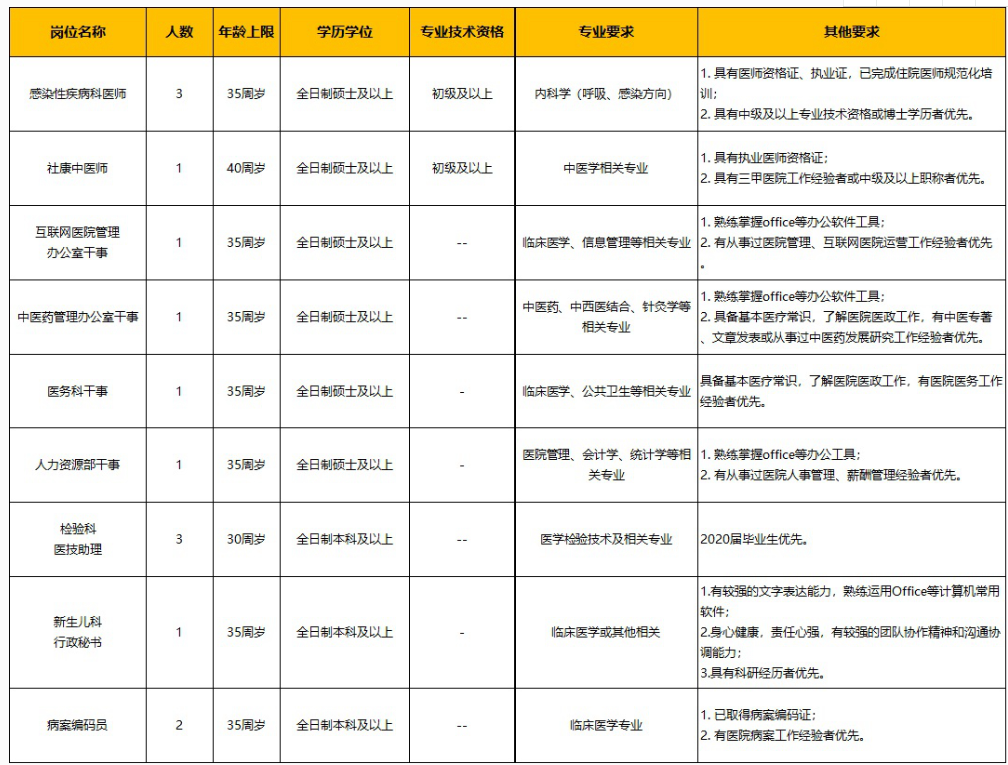 岗位名称 人数 年龄上限 学历学位 专业技术资格 专业要求 其他要求
感染性疾病科医师 3 35周岁 全日制硕士及以上 初级及以上 内科学（呼吸、感染方向）
1. 具有医师资格证、执业证，已完成住院医师规范化培
训；
2. 具有中级及以上专业技术资格或博士学历者优先。
社康中医师 1 40周岁 全日制硕士及以上 初级及以上 中医学相关专业
1. 具有执业医师资格证；
2. 具有三甲医院工作经验者或中级及以上职称者优先。
互联网医院管理
办公室干事
1 35周岁 全日制硕士及以上 -- 临床医学、信息管理等相关专业
1. 熟练掌握office等办公软件工具；
2. 有从事过医院管理、互联网医院运营工作经验者优先
。
中医药管理办公室干事 1 35周岁 全日制硕士及以上 --
中医药、中西医结合、针灸学等
相关专业
1. 熟练掌握office等办公软件工具；
2. 具备基本医疗常识，了解医院医政工作，有中医专著
、文章发表或从事过中医药发展研究工作经验者优先。
医务科干事 1 35周岁 全日制硕士及以上 - 临床医学、公共卫生等相关专业
具备基本医疗常识，了解医院医政工作，有医院医务工作
经验者优先。
人力资源部干事 1 35周岁 全日制硕士及以上 -
医院管理、会计学、统计学等相
关专业
1. 熟练掌握office等办公工具；
2. 有从事过医院人事管理、薪酬管理经验者优先。
检验科
医技助理
3 30周岁 全日制本科及以上 -- 医学检验技术及相关专业 2020届毕业生优先。
新生儿科
行政秘书
1 35周岁 全日制本科及以上 - 临床医学或其他相关
1.有较强的文字表达能力，熟练运用Office等计算机常用
软件；
2.身心健康，责任心强，有较强的团队协作精神和沟通协
调能力；
3.具有科研经历者优先。
病案编码员 2 35周岁 全日制本科及以上 -- 临床医学专业
1. 已取得病案编码证；
2. 有医院病案工作经验者优先。